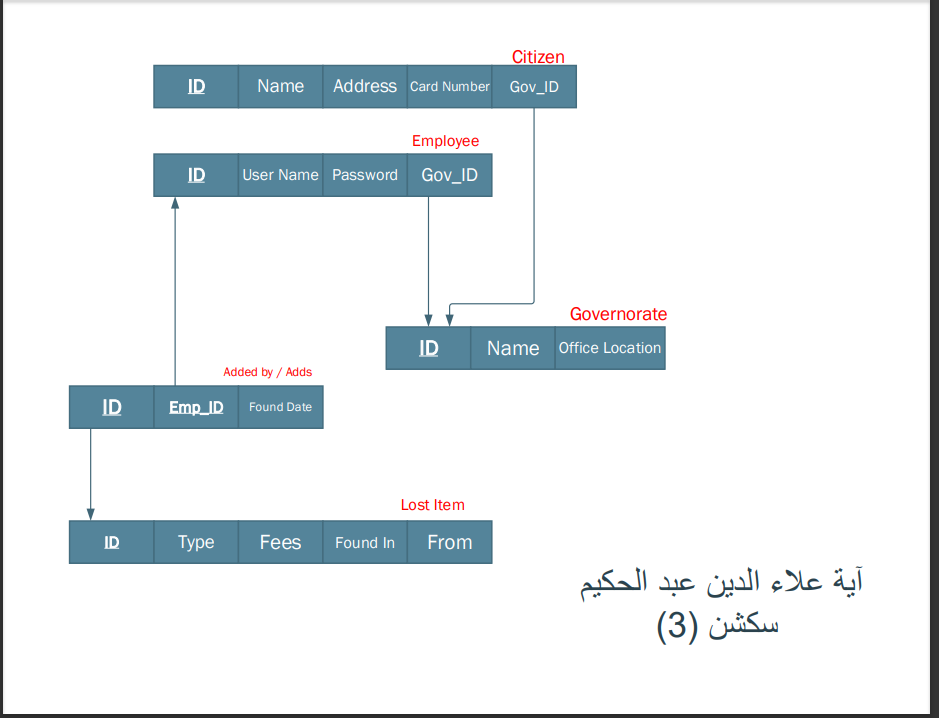 Citizen
ID Name Address Card Number Gov_ID
Employee
ID User Name Password Gov_ID
Governorate
ID Name Office Location
Added by / Adds
ID Emp_ID Found Date
Lost Item
ID Type Fees Found In From
آية علاء الدين عبد الحكيم
سكشن (3)